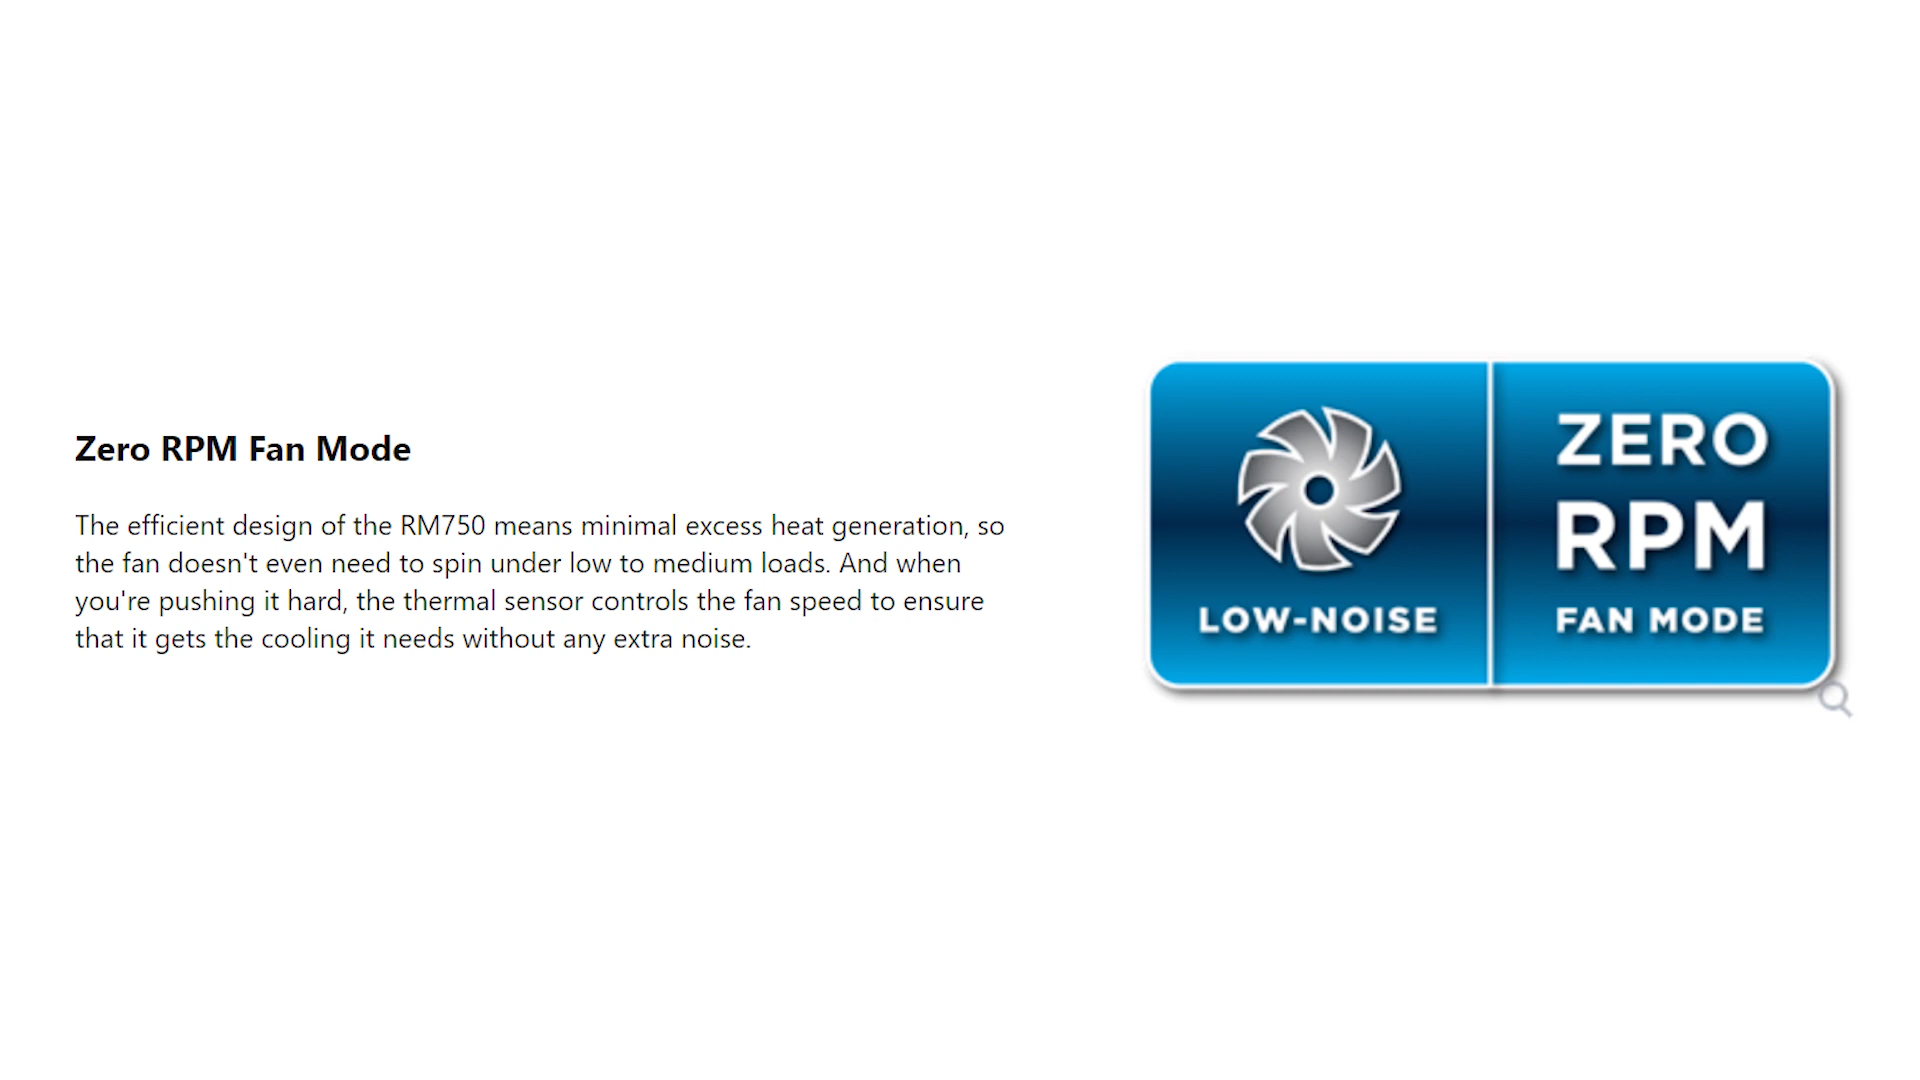 Zero RPM Fan Mode
The efficient design of the RM750 means minimal excess heat generation, so
the fan doesn't even need to spin under low to medium loads. And when
you're pushing it hard, the thermal sensor controls the fan speed to ensure
that it gets the cooling it needs without any extra noise.
LOW-NOISE
ZERO
RPM
FAN MODE